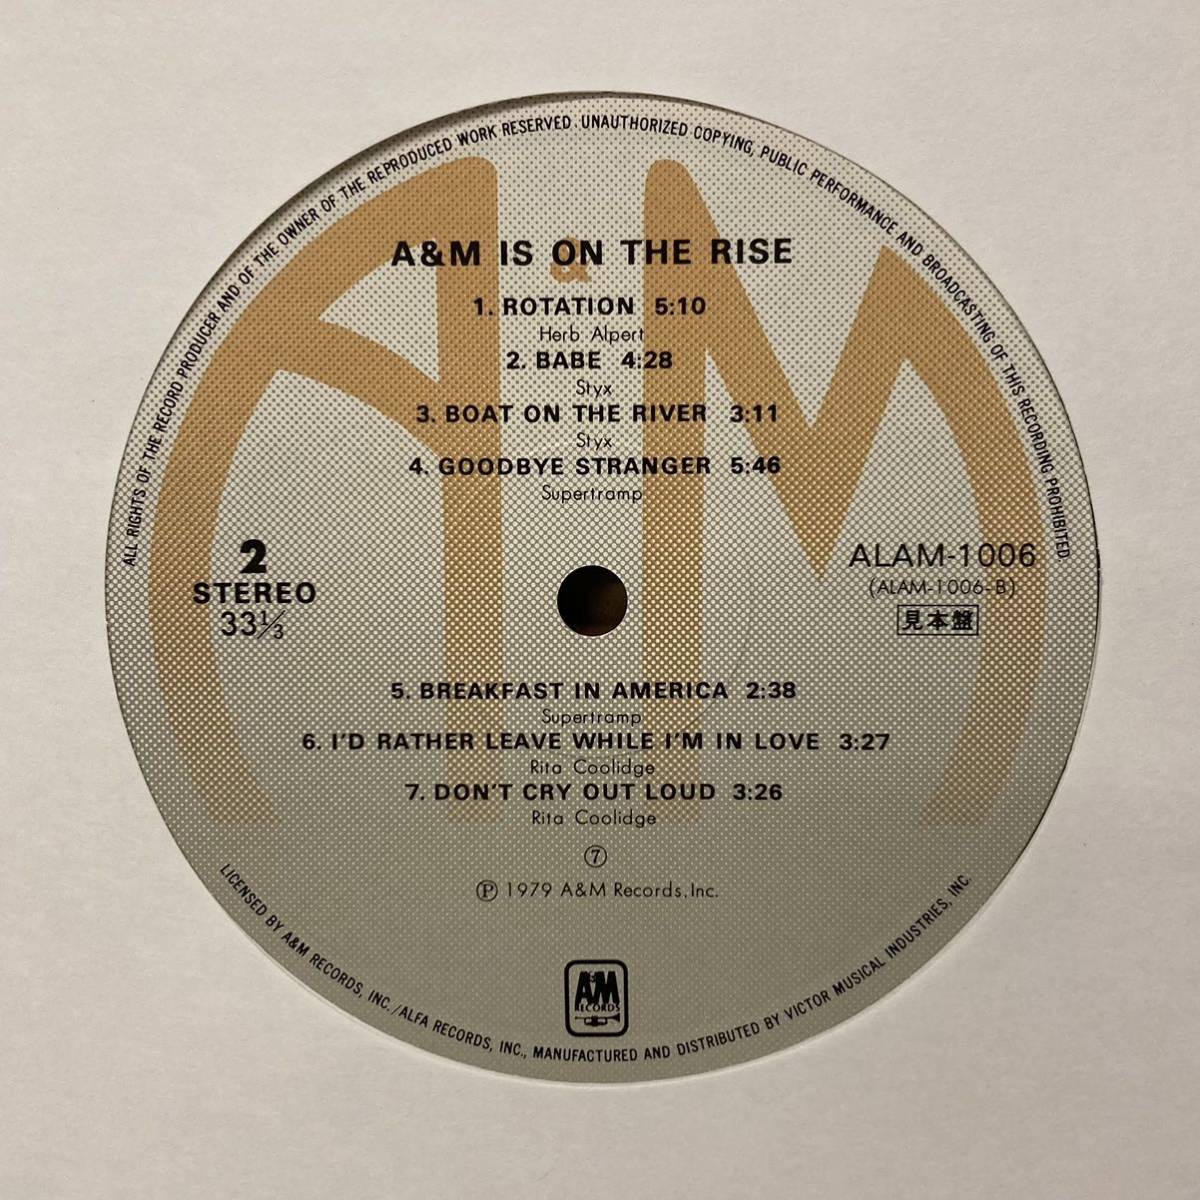 ALL RIGHTS OF THE RECORD PRODUCER AND OF THE OWNER OF THE REPRODUCED WORK RESERVED. UNAUTHORIZED COPYING, PUBLIC PERFORMANCE AND BROADCASTING OF THIS RECORDING PROHIBITED.
A&M IS ON THE RISE
1. ROTATION 5:10
Herb Alpert
2. BABE 4:28
Styx
3. BOAT ON THE RIVER 3:11
Styx
4. GOODBYE STRANGER 5:46
Supertramp
2
STEREO
33 1/3
ALAM-1006
(ALAM-1006-B)
見本盤
5. BREAKFAST IN AMERICA 2:38
Supertramp
6. I'D RATHER LEAVE WHILE I'M IN LOVE 3:27
Rita Coolidge
7. DON'T CRY OUT LOUD 3:26
Rita Coolidge
⑦
Ⓟ 1979 A&M Records, Inc.
A&M
RECORDS
LICENSED BY A&M RECORDS, INC./ALFA RECORDS, INC., MANUFACTURED AND DISTRIBUTED BY VICTOR MUSICAL INDUSTRIES, INC.